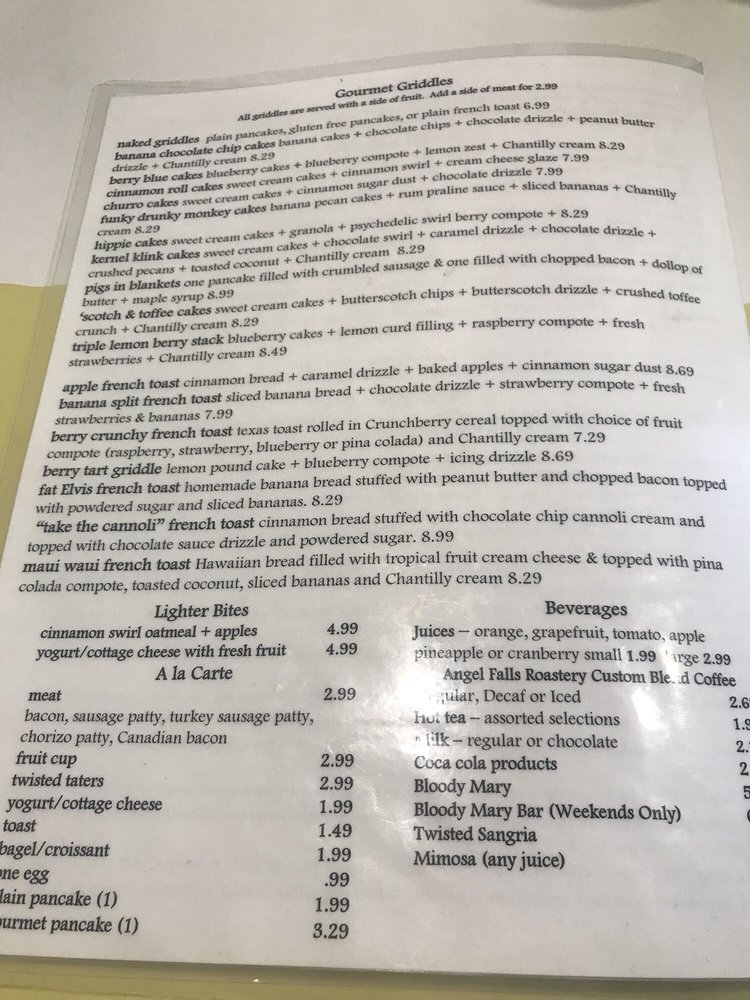 Gourmet Griddles
All griddles are served with a side of fruit. Add a side of meat for 2.99
naked griddles plain pancakes, gluten free pancakes, or plain french toast 6.99
banana chocolate chip cakes banana cakes + chocolate chips + chocolate drizzle + peanut butter
drizzle + Chantilly cream 8.29
berry blue cakes blueberry cakes + blueberry compote + lemon zest + Chantilly cream 8.29
cinnamon roll cakes sweet cream cakes + cinnamon swirl + cream cheese glaze 7.99
churro cakes sweet cream cakes + cinnamon sugar dust + chocolate drizzle 7.99
funky drunky monkey cakes banana pecan cakes + rum praline sauce + sliced bananas + Chantilly
cream 8.29
hippie cakes sweet cream cakes + granola + psychedelic swirl berry compote + 8.29
kernel klink cakes sweet cream cakes + chocolate swirl + caramel drizzle + chocolate drizzle +
crushed pecans + toasted coconut + Chantilly cream 8.29
pigs in blankets one pancake filled with crumbled sausage & one filled with chopped bacon + dollop of
butter + maple syrup 8.99
'scotch & toffee cakes sweet cream cakes + butterscotch chips + butterscotch drizzle + crushed toffee
crunch + Chantilly cream 8.29
triple lemon berry stack blueberry cakes + lemon curd filling + raspberry compote + fresh
strawberries + Chantilly cream 8.49
apple french toast cinnamon bread + caramel drizzle + baked apples + cinnamon sugar dust 8.69
banana split french toast sliced banana bread + chocolate drizzle + strawberry compote + fresh
strawberries & bananas 7.99
berry crunchy french toast texas toast rolled in Crunchberry cereal topped with choice of fruit
compote (raspberry, strawberry, blueberry or pina colada) and Chantilly cream 7.29
berry tart griddle lemon pound cake + blueberry compote + icing drizzle 8.69
fat Elvis french toast homemade banana bread stuffed with peanut butter and chopped bacon topped
with powdered sugar and sliced bananas. 8.29
"take the cannoli" french toast cinnamon bread stuffed with chocolate chip cannoli cream and
topped with chocolate sauce drizzle and powdered sugar. 8.99
maui waui french toast Hawaiian bread filled with tropical fruit cream cheese & topped with pina
colada compote, toasted coconut, sliced bananas and Chantilly cream 8.29
Lighter Bites
cinnamon swirl oatmeal + apples 4.99
yogurt/cottage cheese with fresh fruit 4.99
A la Carte
meat 2.99
bacon, sausage patty, turkey sausage patty,
chorizo patty, Canadian bacon
fruit cup 2.99
twisted taters 2.99
yogurt/cottage cheese 1.99
toast 1.49
bagel/croissant 1.99
one egg .99
plain pancake (1) 1.99
gourmet pancake (1) 3.29
Beverages
Juices – orange, grapefruit, tomato, apple
pineapple or cranberry small 1.99 large 2.99
Angel Falls Roastery Custom Blend Coffee
Regular, Decaf or Iced
Hot tea – assorted selections
Milk – regular or chocolate
Coca cola products
Bloody Mary
Bloody Mary Bar (Weekends Only)
Twisted Sangria
Mimosa (any juice)